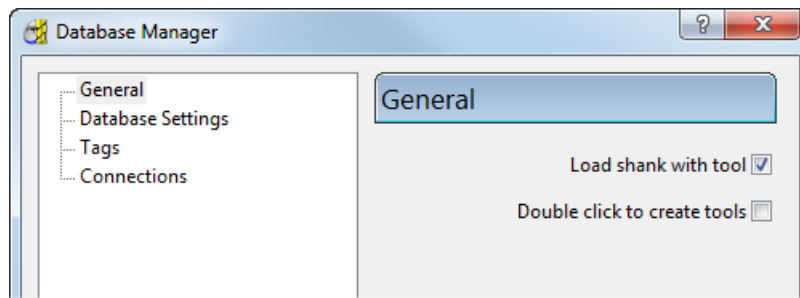 Database Manager
General
Database Settings
Tags
Connections
General
Load shank with tool
Double click to create tools